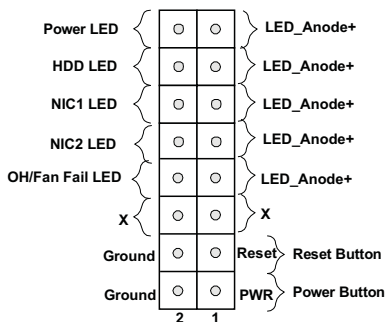 Power LED LED_Anode+
HDD LED LED_Anode+
NIC1 LED LED_Anode+
NIC2 LED LED_Anode+
OH/Fan Fail LED LED_Anode+
X X
Ground Reset Reset Button
Ground PWR Power Button
2 1